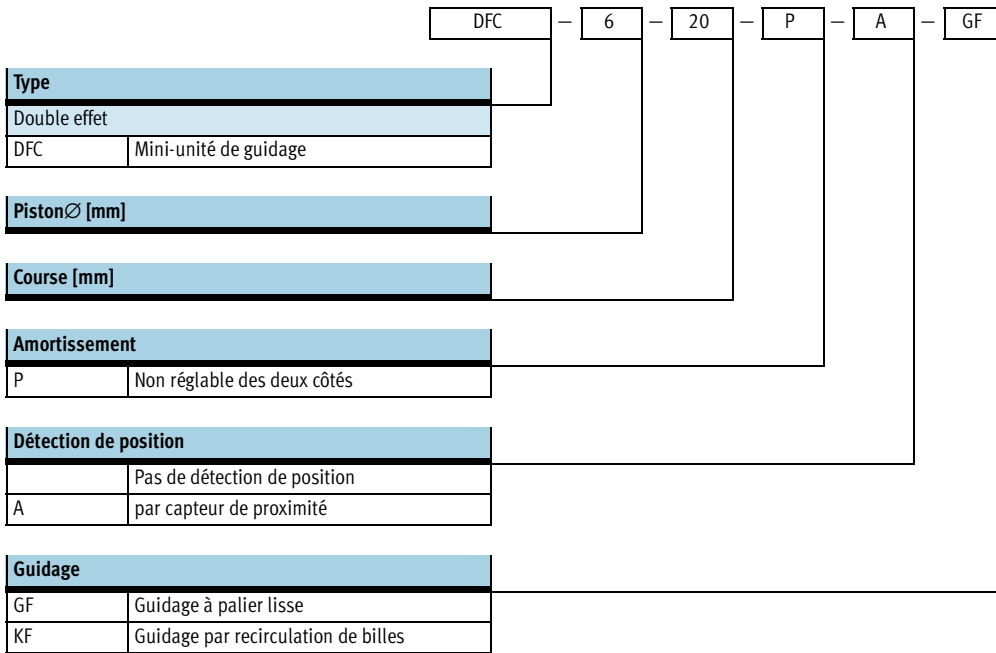 DFC – 6 – 20 – P – A – GF
Type
Double effet
DFC Mini-unité de guidage
Piston∅ [mm]
Course [mm]
Amortissement
P Non réglable des deux côtés
Détection de position
Pas de détection de position
A par capteur de proximité
Guidage
GF Guidage à palier lisse
KF Guidage par recirculation de billes